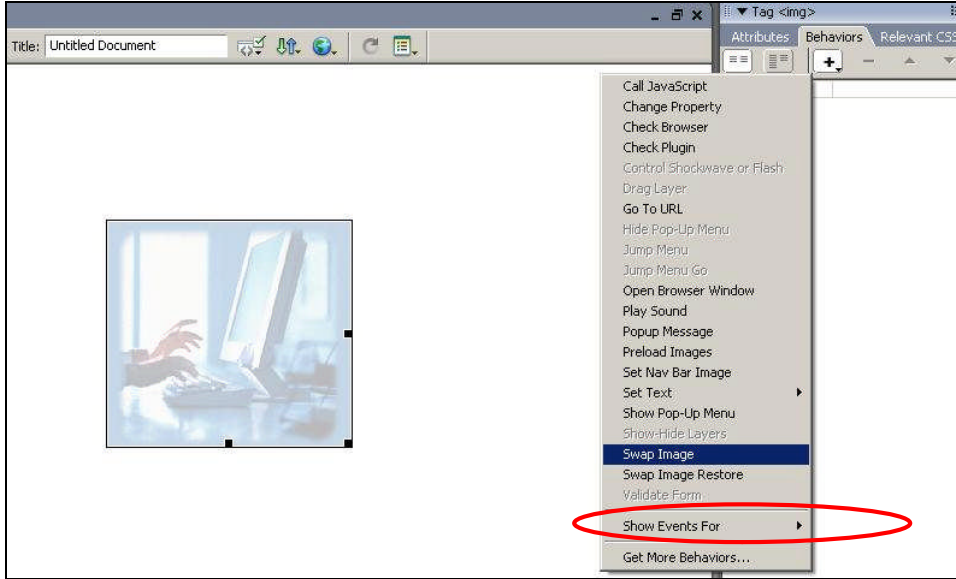 Tag <img>
Title: Untitled Document
Attributes Behaviors Relevant CSS
Call JavaScript
Change Property
Check Browser
Check Plugin
Control Shockwave or Flash
Drag Layer
Go To URL
Hide Pop-Up Menu
Jump Menu
Jump Menu Go
Open Browser Window
Play Sound
Popup Message
Preload Images
Set Nav Bar Image
Set Text
Show Pop-Up Menu
Show-Hide Layers
Swap Image
Swap Image Restore
Validate Form
Show Events For
Get More Behaviors...